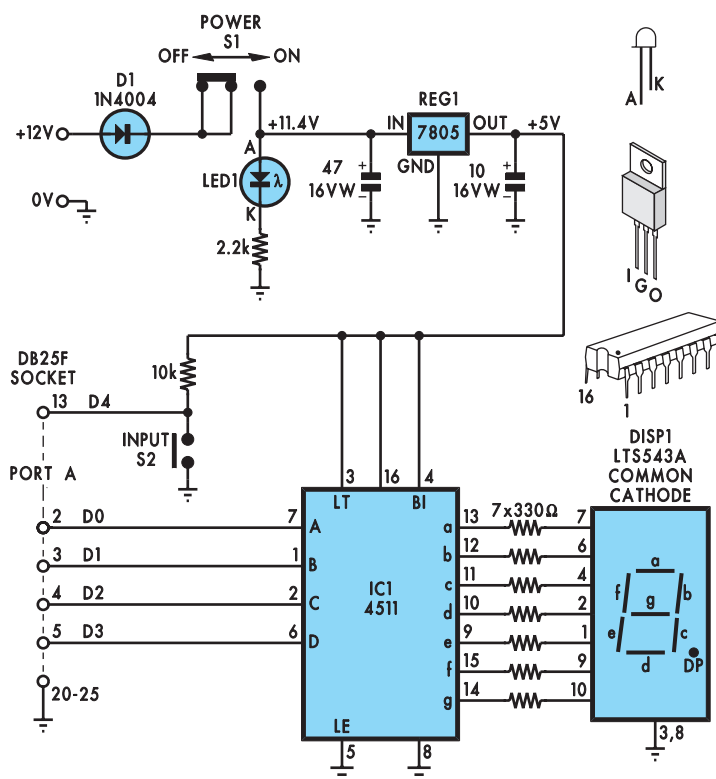 POWER
S1
OFF ON
D1
1N4004
+12V
0V
A
LED1
λ
K
2.2k
+11.4V
47
16VW
+
−
REG1
IN 7805 OUT
GND
+5V
10
16VW
+
−
A K
I G O
16 1
DB25F
SOCKET
13 D4
10k
INPUT
S2
PORT A
2 D0
3 D1
4 D2
5 D3
20-25
3 16 4
LT BI
7 A
1 B
2 C
6 D
IC1
4511
LE
5 8
a 13
b 12
c 11
d 10
e 9
f 15
g 14
7x330Ω
DISP1
LTS543A
COMMON
CATHODE
7
6
4
2
1
9
10
a
f b
g
e c
d
DP
3,8